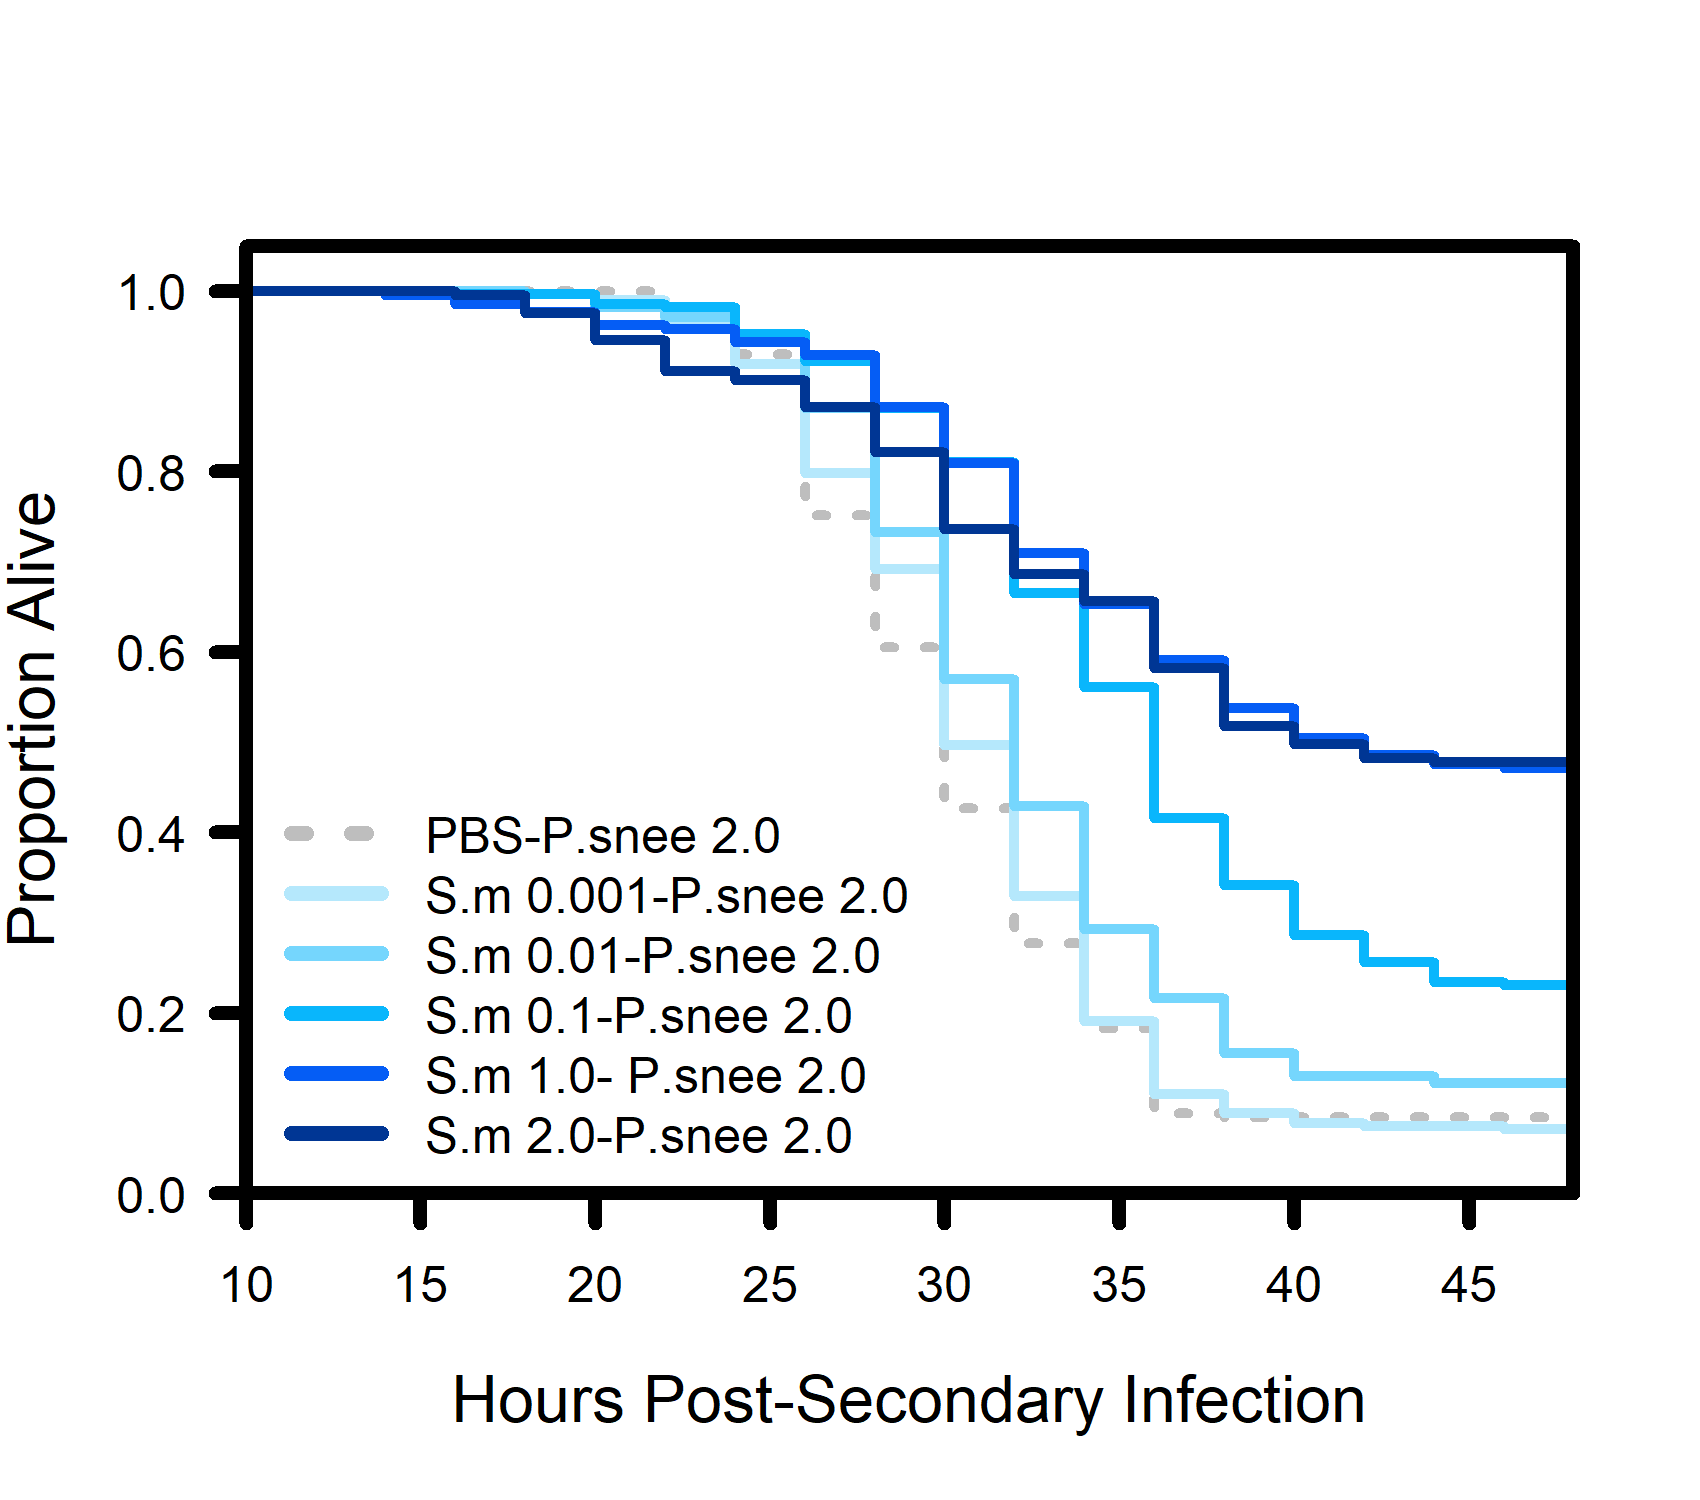 1.0
0.8
0.6
0.4
0.2
0.0
Proportion Alive
PBS-P.snee 2.0
S.m 0.001-P.snee 2.0
S.m 0.01-P.snee 2.0
S.m 0.1-P.snee 2.0
S.m 1.0- P.snee 2.0
S.m 2.0-P.snee 2.0
10 15 20 25 30 35 40 45
Hours Post-Secondary Infection